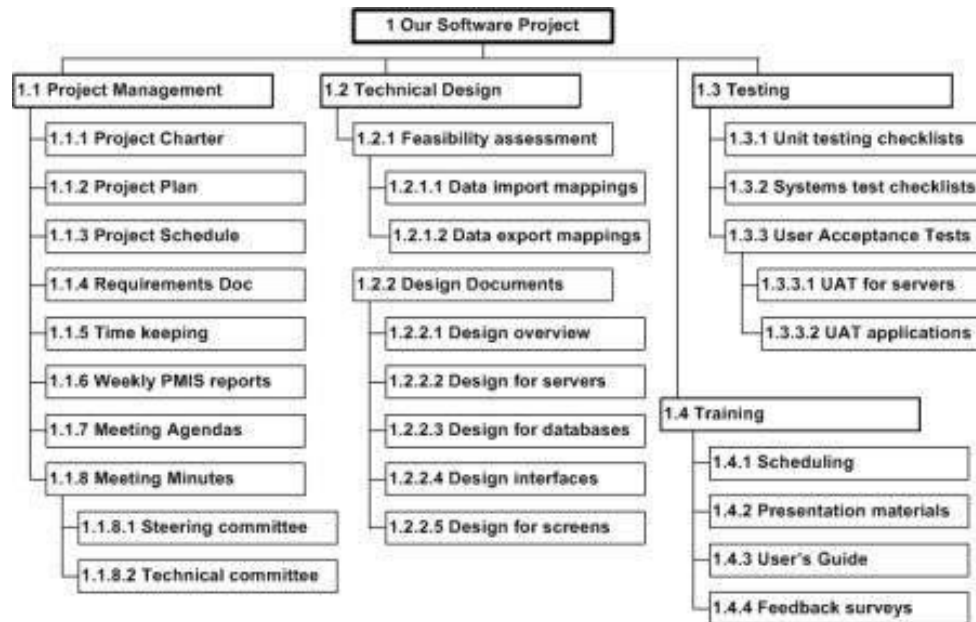 1 Our Software Project
1.1 Project Management
1.1.1 Project Charter
1.1.2 Project Plan
1.1.3 Project Schedule
1.1.4 Requirements Doc
1.1.5 Time keeping
1.1.6 Weekly PMIS reports
1.1.7 Meeting Agendas
1.1.8 Meeting Minutes
1.1.8.1 Steering committee
1.1.8.2 Technical committee
1.2 Technical Design
1.2.1 Feasibility assessment
1.2.1.1 Data import mappings
1.2.1.2 Data export mappings
1.2.2 Design Documents
1.2.2.1 Design overview
1.2.2.2 Design for servers
1.2.2.3 Design for databases
1.2.2.4 Design interfaces
1.2.2.5 Design for screens
1.3 Testing
1.3.1 Unit testing checklists
1.3.2 Systems test checklists
1.3.3 User Acceptance Tests
1.3.3.1 UAT for servers
1.3.3.2 UAT applications
1.4 Training
1.4.1 Scheduling
1.4.2 Presentation materials
1.4.3 User's Guide
1.4.4 Feedback surveys